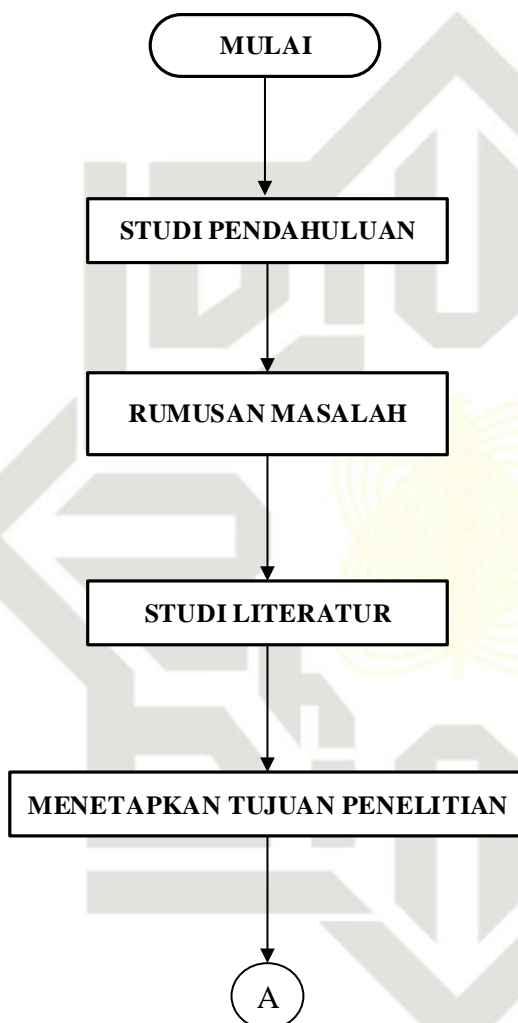 MULAI
STUDI PENDAHULUAN
RUMUSAN MASALAH
STUDI LITERATUR
MENETAPKAN TUJUAN PENELITIAN
A